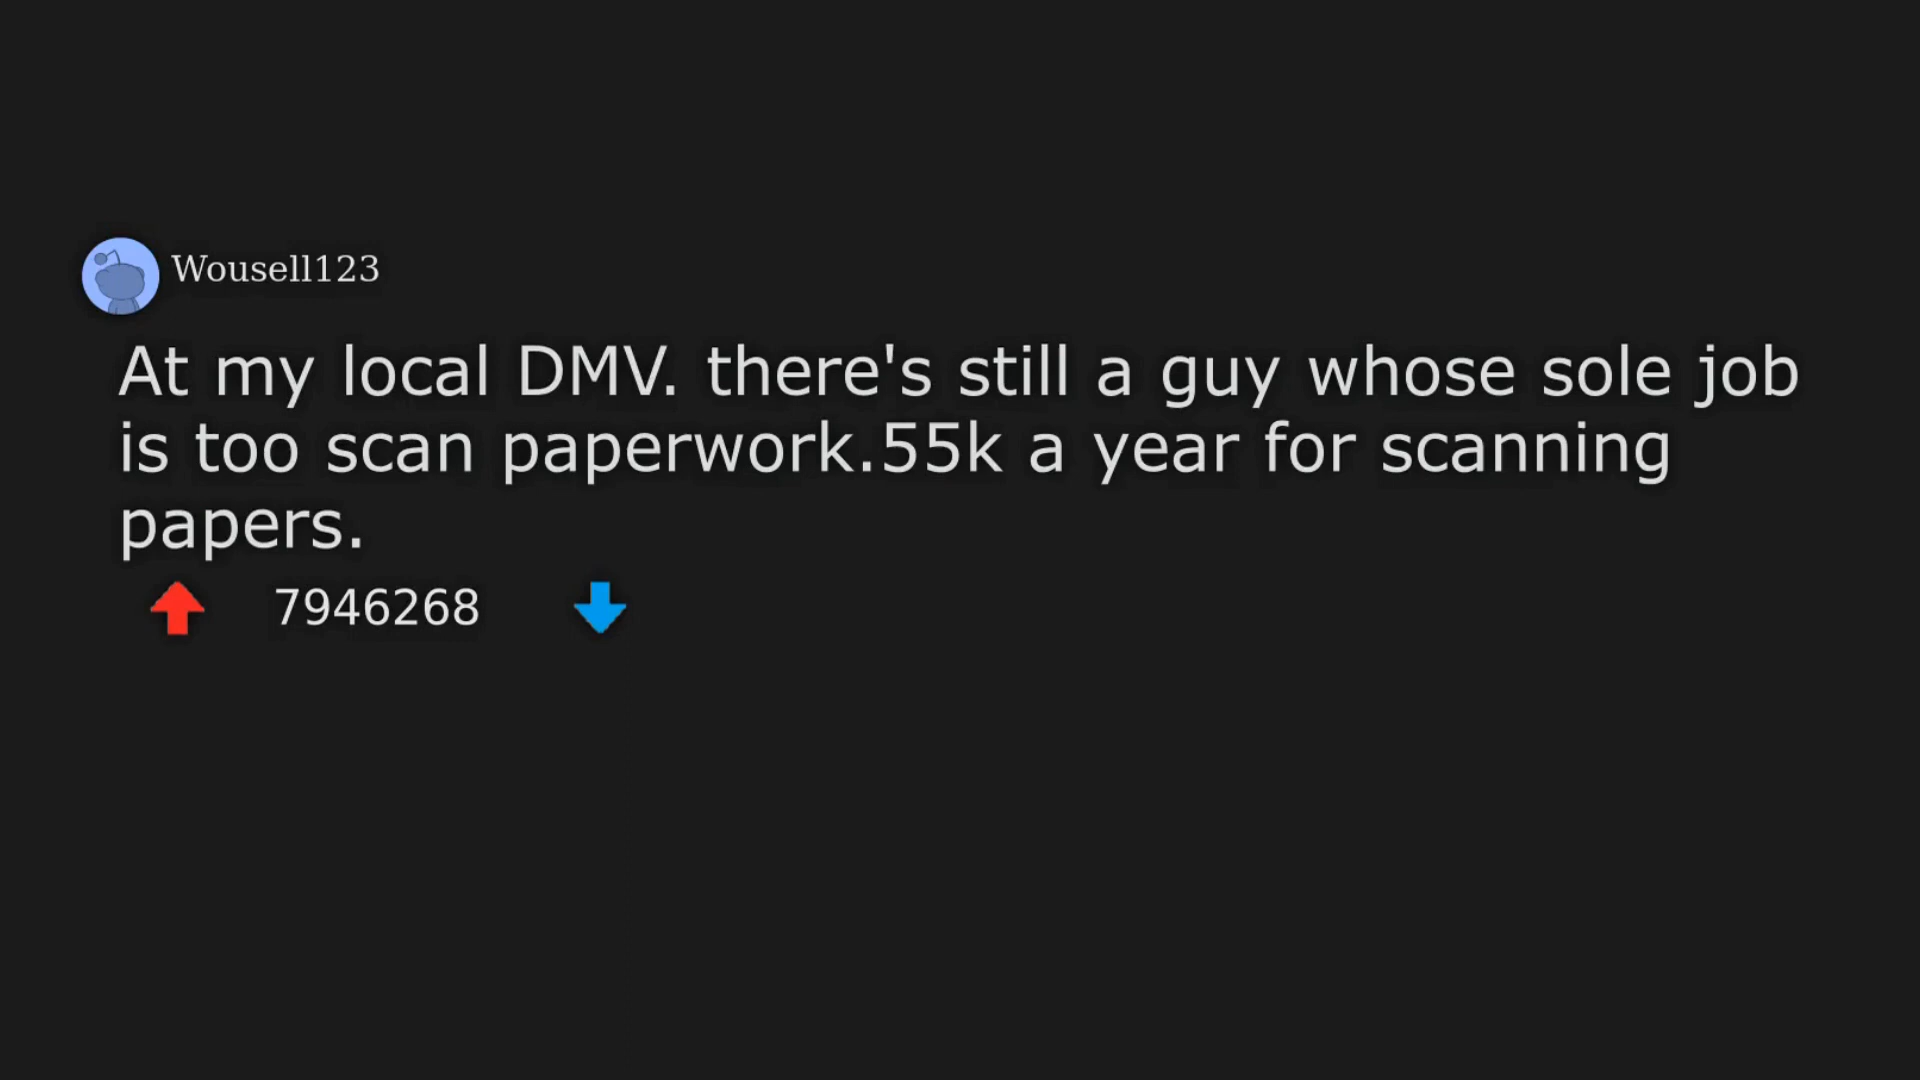 Wousell123
At my local DMV. there's still a guy whose sole job
is too scan paperwork.55k a year for scanning
papers.
7946268